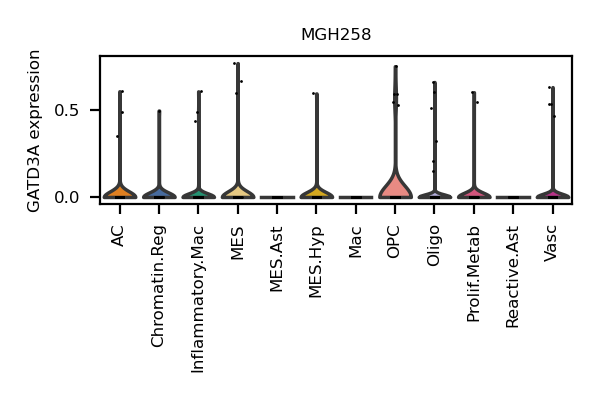 MGH258
GATD3A expression
0.5
0.0
AC
Chromatin.Reg
Inflammatory.Mac
MES
MES.Ast
MES.Hyp
Mac
OPC
Oligo
Prolif.Metab
Reactive.Ast
Vasc